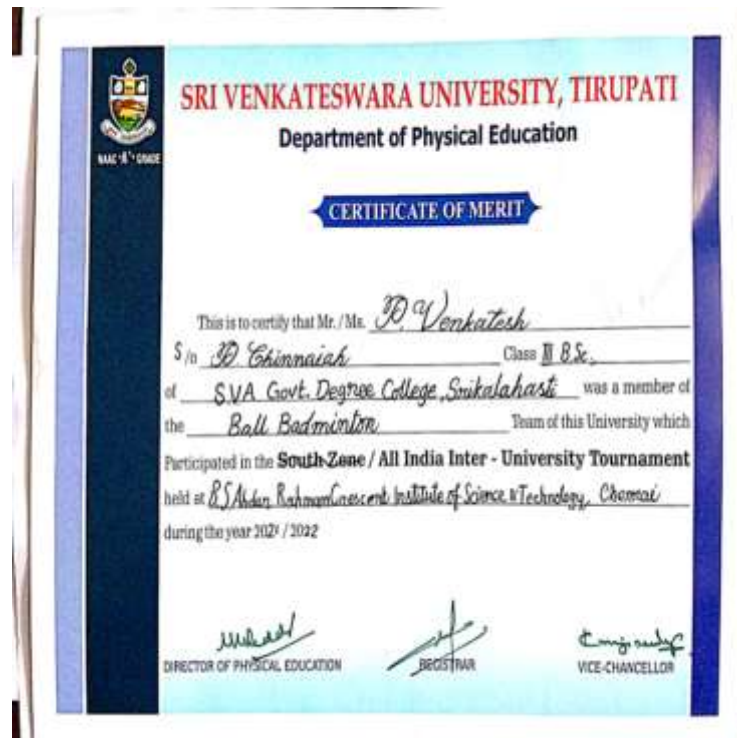 SRI VENKATESWARA UNIVERSITY, TIRUPATI
Department of Physical Education
NAAC 'A+' GRADE
CERTIFICATE OF MERIT
This is to certify that Mr. / Ms. D. Venkatesh
S/o D Chinnaiah Class III B.Sc.,
of SVA Govt. Degree College, Srikalahasti was a member of
the Ball Badminton Team of this University which
Participated in the South-Zone / All India Inter - University Tournament
held at B.S Abdur Rahman Crescent Institute of Science & Technology, Chennai
during the year 2021 / 2022
DIRECTOR OF PHYSICAL EDUCATION
REGISTRAR
VICE-CHANCELLOR